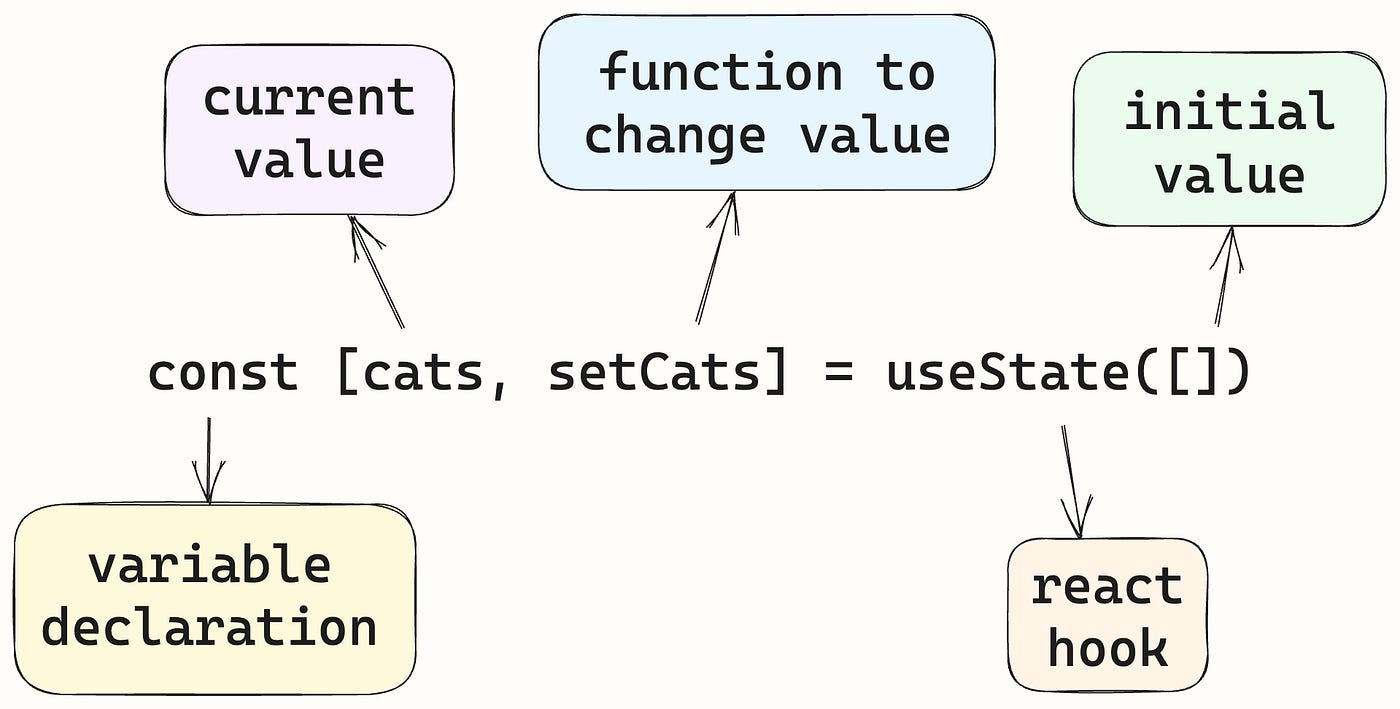 current
value
function to
change value
initial
value
const [cats, setCats] = useState([])
variable
declaration
react
hook